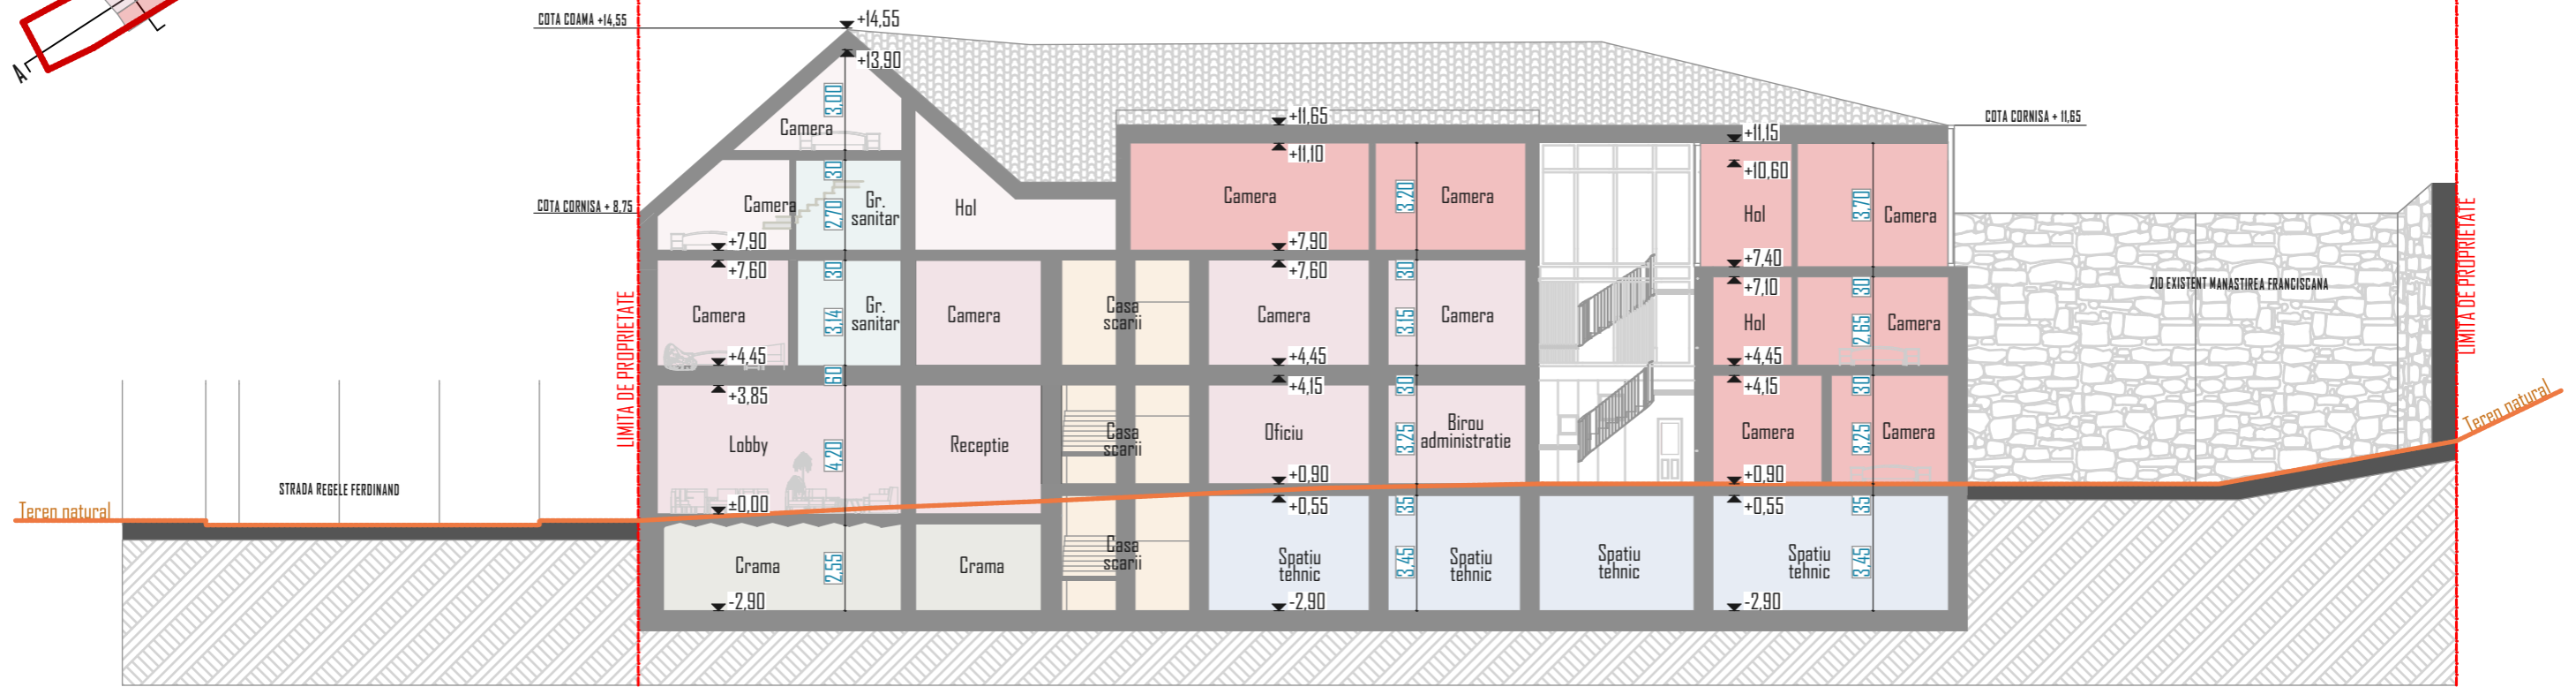 A
COTA COAMA +14,55
+14,55
+13,90
3,00
Camera
+11,65
COTA CORNISA + 11,65
+11,15
+11,10
+10,60
30
COTA CORNISA + 8,75
Camera
2,70
Gr.
sanitar
Hol
Camera
3,20
Camera
Hol
3,70
Camera
+7,90
+7,90
+7,40
+7,60
30
+7,60
30
+7,10
30
ZID EXISTENT MANASTIREA FRANCISCANA
LIMITA DE PROPRIETATE
LIMITA DE PROPRIETATE
Camera
3,14
Gr.
sanitar
Camera
Casa
scarii
Camera
3,15
Camera
Hol
2,65
Camera
+4,45
+4,45
+4,45
60
+3,85
+4,15
30
+4,15
30
Teren natural
Lobby
4,20
Receptie
Casa
scarii
Oficiu
3,25
Birou
administratie
Camera
3,25
Camera
STRADA REGELE FERDINAND
+0,90
+0,90
Teren natural
±0,00
+0,55
35
+0,55
35
Crama
2,55
Crama
Casa
scarii
Spatiu
tehnic
3,45
Spatiu
tehnic
Spatiu
tehnic
Spatiu
tehnic
3,45
-2,90
-2,90
-2,90